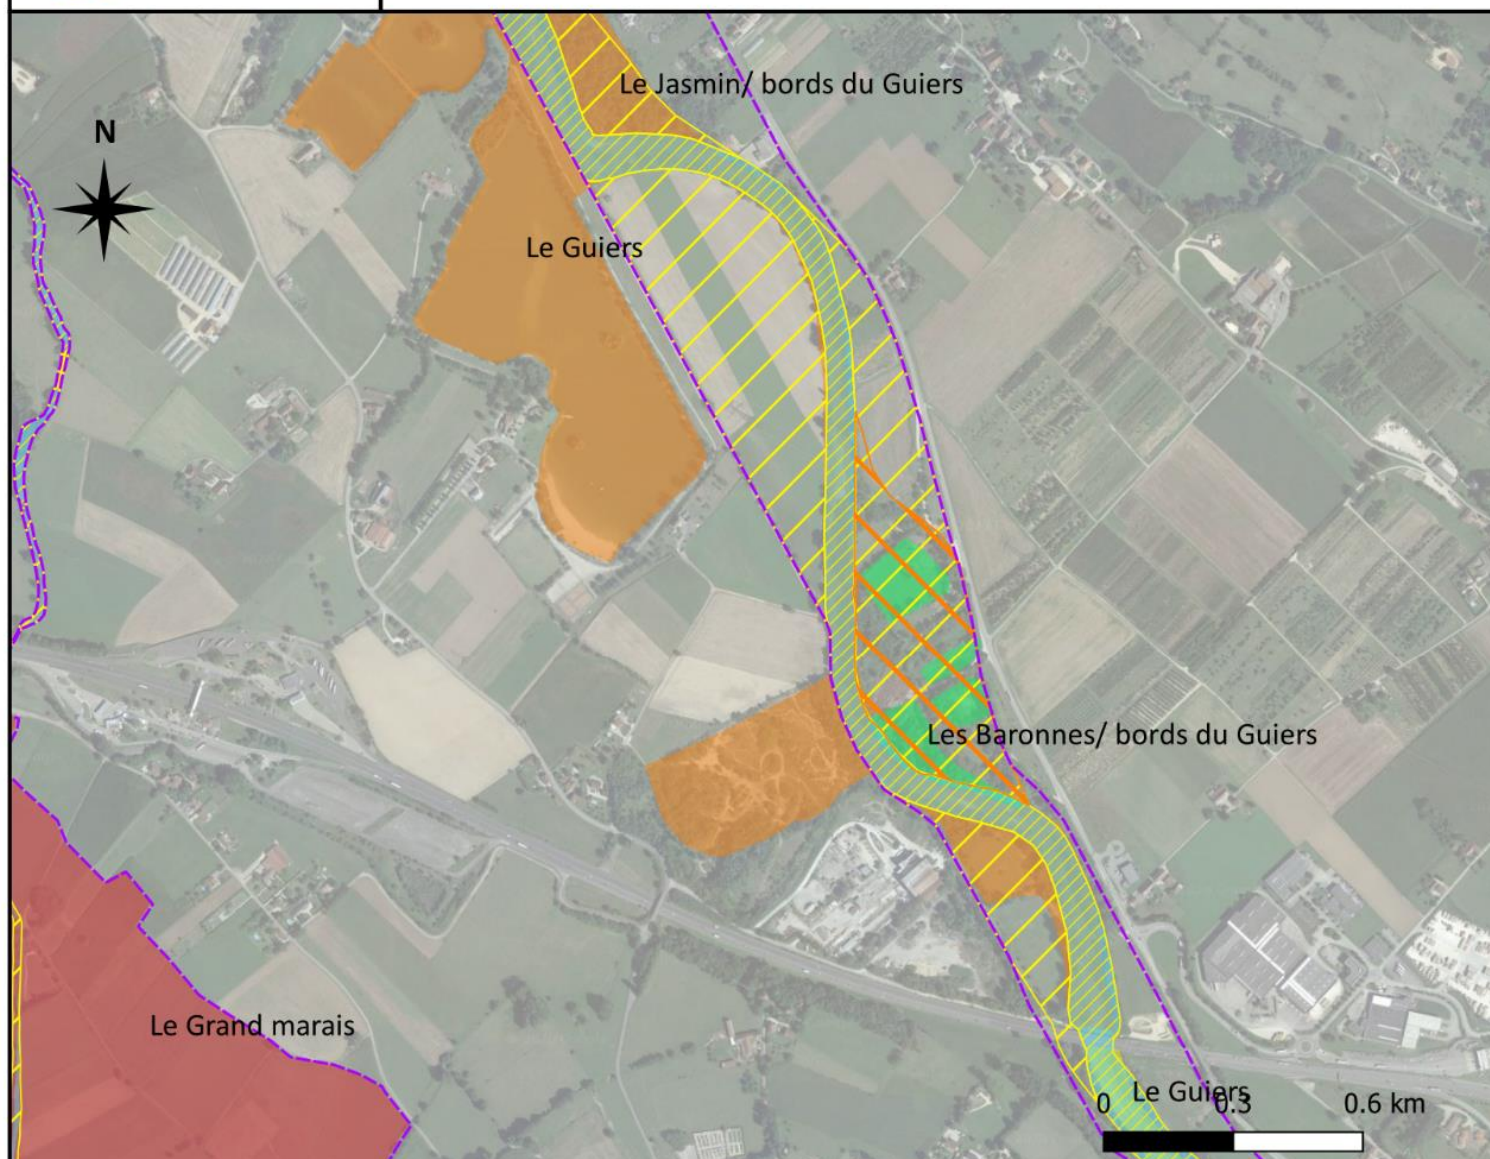 Le Jasmin/ bords du Guiers
N
Le Guiers
Les Baronnes/ bords du Guiers
Le Grand marais
Le Guiers
0 0.3 0.6 km